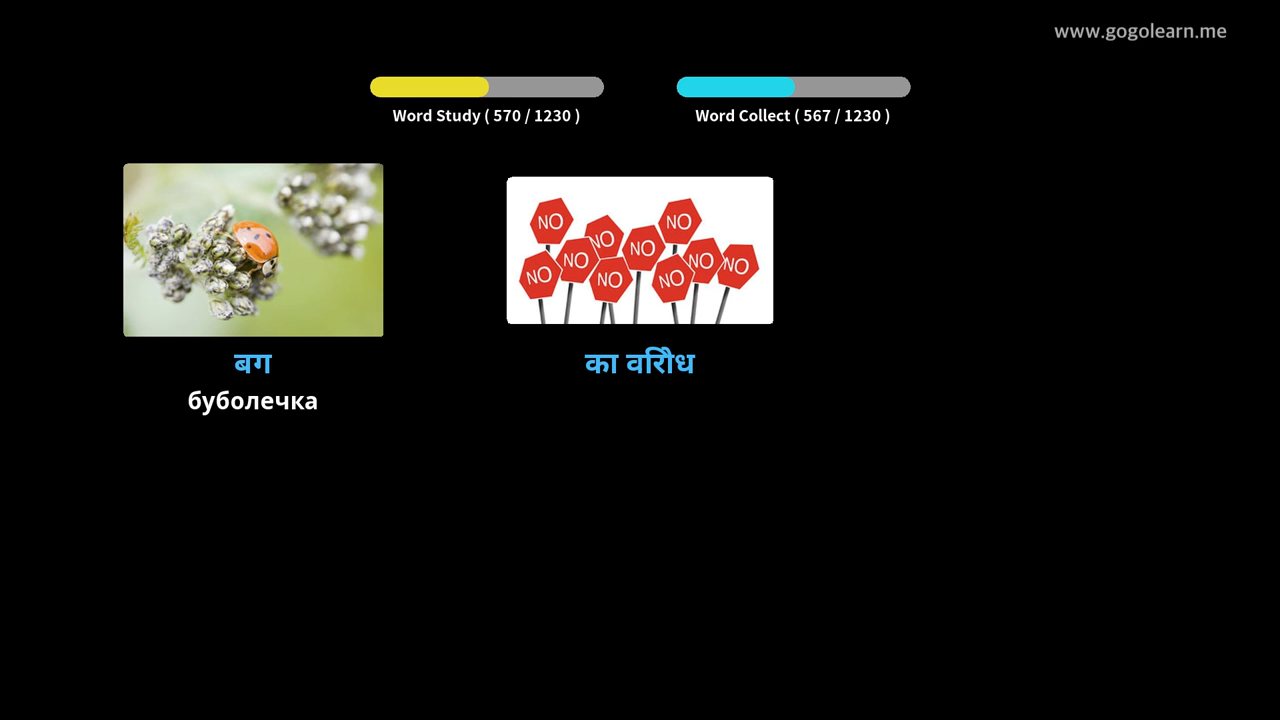 www.gogolearn.me
Word Study ( 570 / 1230 )
Word Collect ( 567 / 1230 )
NO NO NO NO NO NO NO NO NO NO NO
बग
का वरिोध
буболечка